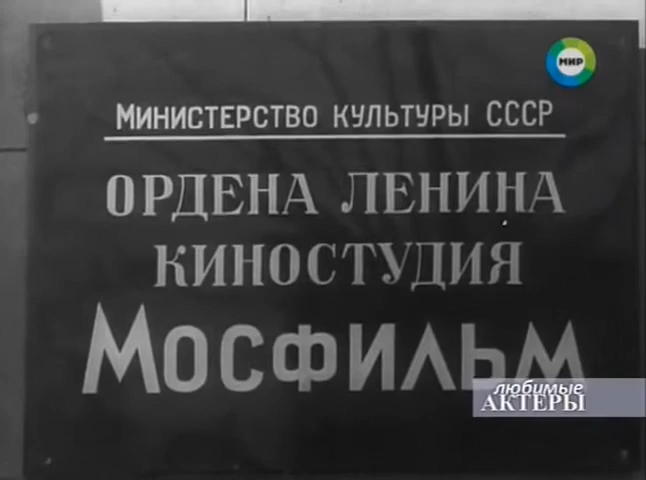 МИР
МИНИСТЕРСТВО КУЛЬТУРЫ СССР
ОРДЕНА ЛЕНИНА
КИНОСТУДИЯ
МОСФИЛЬМ
любимые
АКТЕРЫ